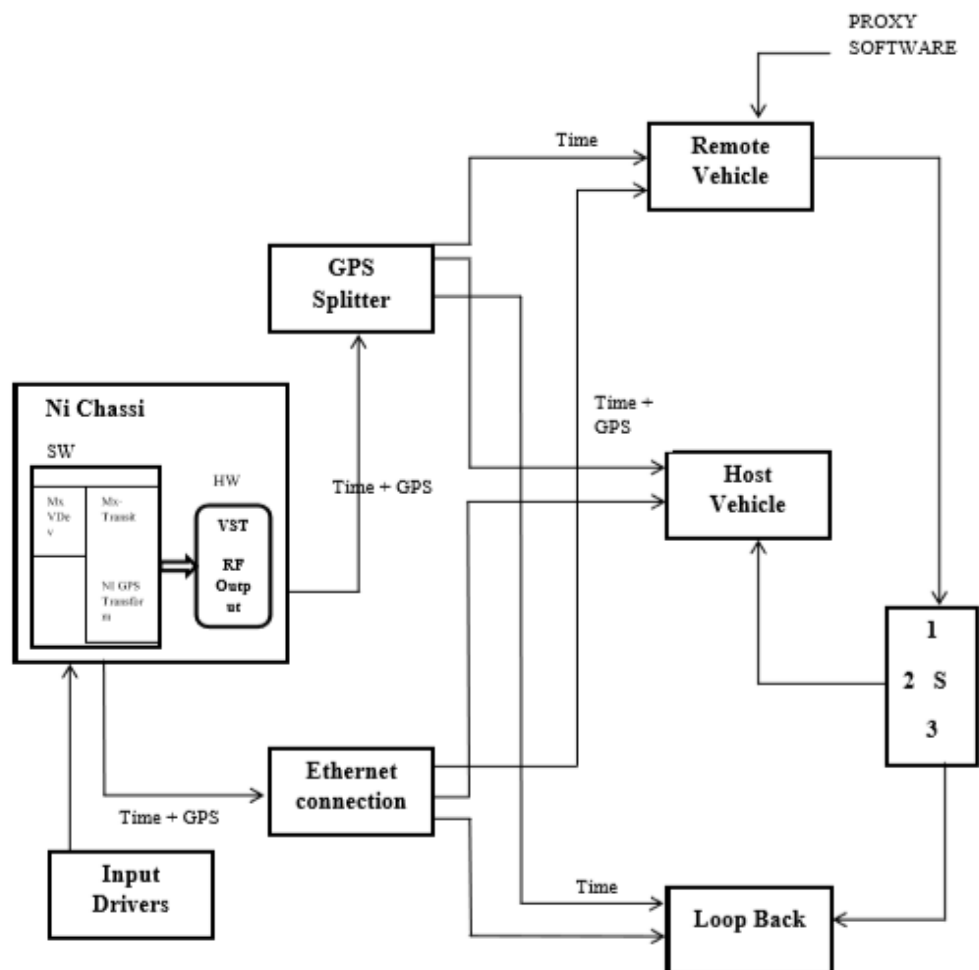 PROXY
SOFTWARE
Time
Remote
Vehicle
GPS
Splitter
Ni Chassi
SW
HW
Mx
VDe
v
Mx-
Transit
NI GPS
Transfor
m
VST
RF
Outp
ut
Time + GPS
Time +
GPS
Host
Vehicle
1
2 S
3
Ethernet
connection
Time + GPS
Input
Drivers
Time
Loop Back